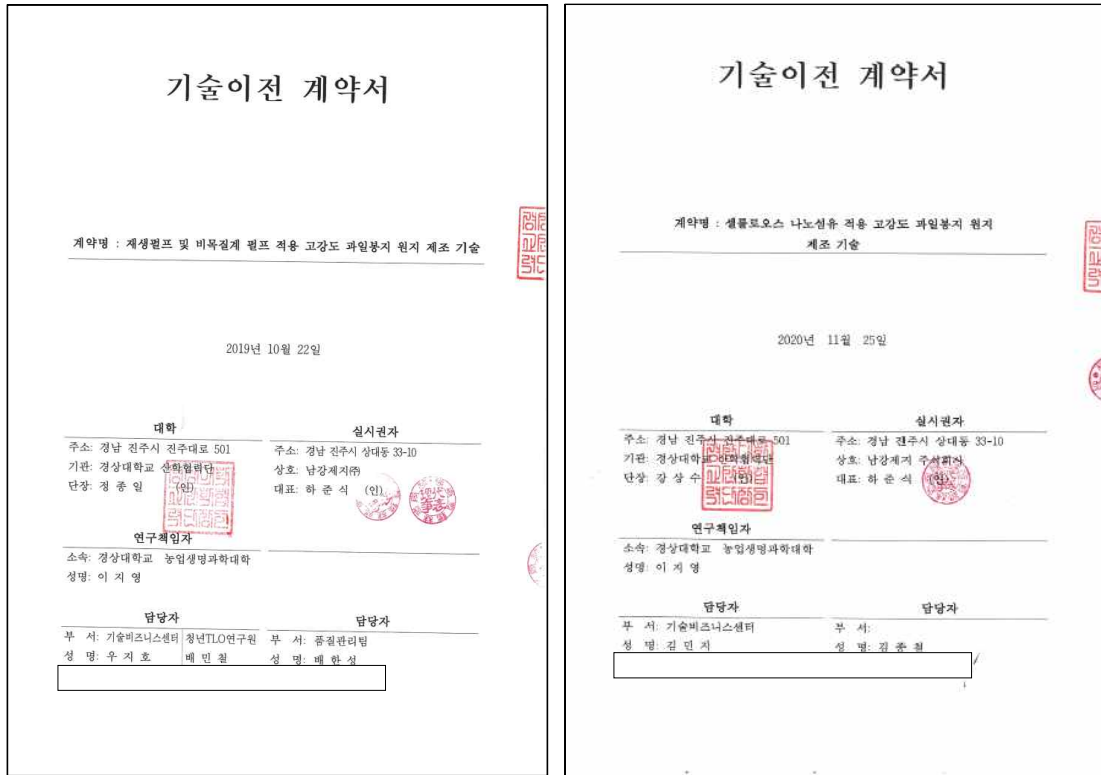 기술이전 계약서
계약명 : 재생펄프 및 비목질계 펄프 적용 고강도 과일봉지 원지 제조 기술
2019년 10월 22일
대학
주소: 경남 진주시 진주대로 501
기관: 경상대학교 산학협력단
단장: 정 종 일 (인)
실시권자
주소: 경남 진주시 상대동 33-10
상호: 남강제지㈜
대표: 하 준 식 (인)
연구책임자
소속: 경상대학교 농업생명과학대학
성명: 이 지 영
담당자
부 서: 기술비즈니스센터 청년TLO연구원
성 명: 우 지 호 배 민 철
담당자
부 서: 품질관리팀
성 명: 배 한 성
기술이전 계약서
계약명 : 셀룰로오스 나노섬유 적용 고강도 과일봉지 원지
제조 기술
2020년 11월 25일
대학
주소: 경남 진주시 진주대로 501
기관: 경상대학교 산학협력단
단장: 강 상 수 (인)
실시권자
주소: 경남 진주시 상대동 33-10
상호: 남강제지 주식회사
대표: 하 준 식 (인)
연구책임자
소속: 경상대학교 농업생명과학대학
성명: 이 지 영
담당자
부 서: 기술비즈니스센터
성 명: 김 민 지
담당자
부 서:
성 명: 김 종 철